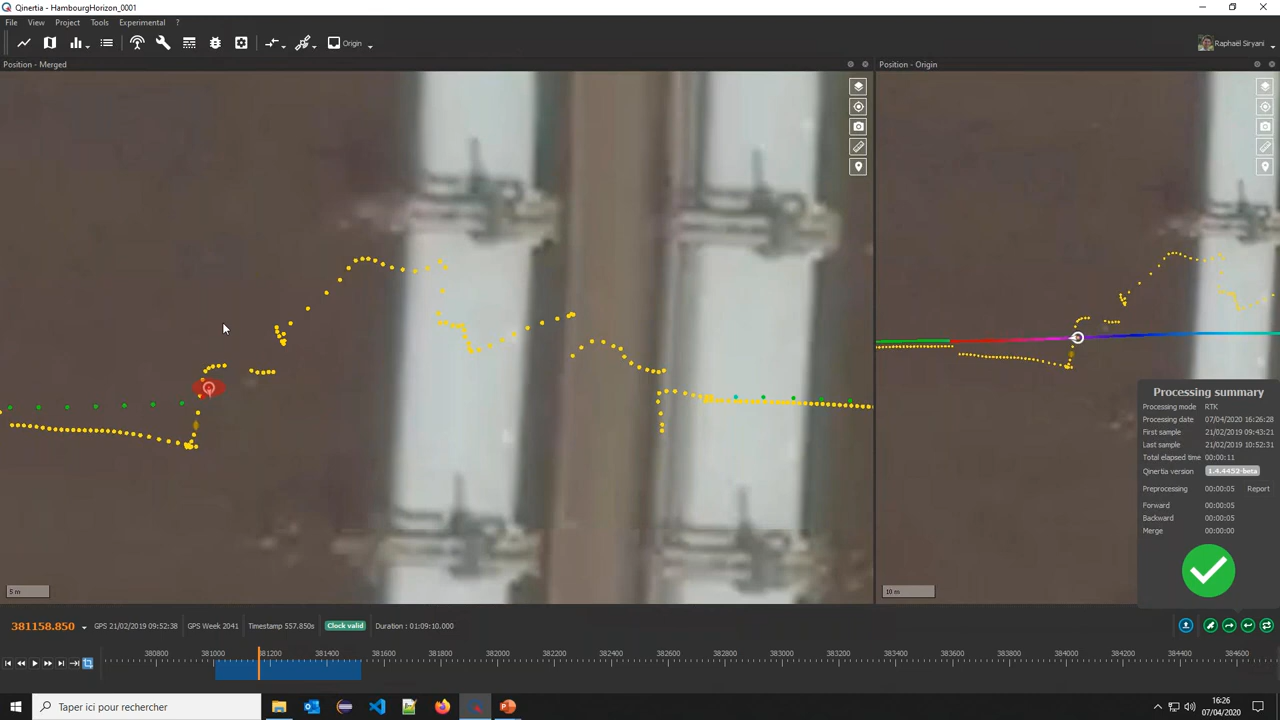 Qinertia - HambourgHorizon_0001
File View Project Tools Experimental ?
Origin
Raphaël Siryani
Position - Merged
Position - Origin
5 m
10 m
Processing summary
Processing mode RTK
Processing date 07/04/2020 16:26:28
First sample 21/02/2019 09:43:21
Last sample 21/02/2019 10:52:31
Total elapsed time 00:00:11
Qinertia version 1.4.4452-beta
Preprocessing 00:00:05 Report
Forward 00:00:05
Backward 00:00:05
Merge 00:00:00
381158.850 GPS 21/02/2019 09:52:38 GPS Week 2041 Timestamp 557.850s Clock valid Duration : 01:09:10.000
380800 381000 381200 381400 381600 381800 382000 382200 382400 382600 382800 383000 383200 383400 383600 383800 384000 384200 384400 384600
Taper ici pour rechercher
16:26
07/04/2020